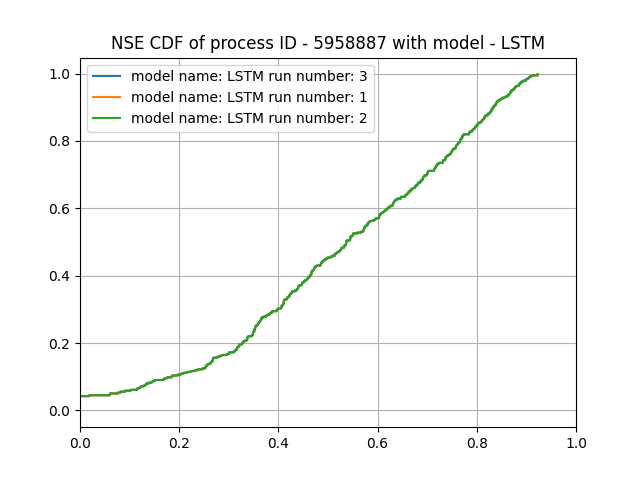 NSE CDF of process ID - 5958887 with model - LSTM
model name: LSTM run number: 3
model name: LSTM run number: 1
model name: LSTM run number: 2
1.0
0.8
0.6
0.4
0.2
0.0
0.0 0.2 0.4 0.6 0.8 1.0